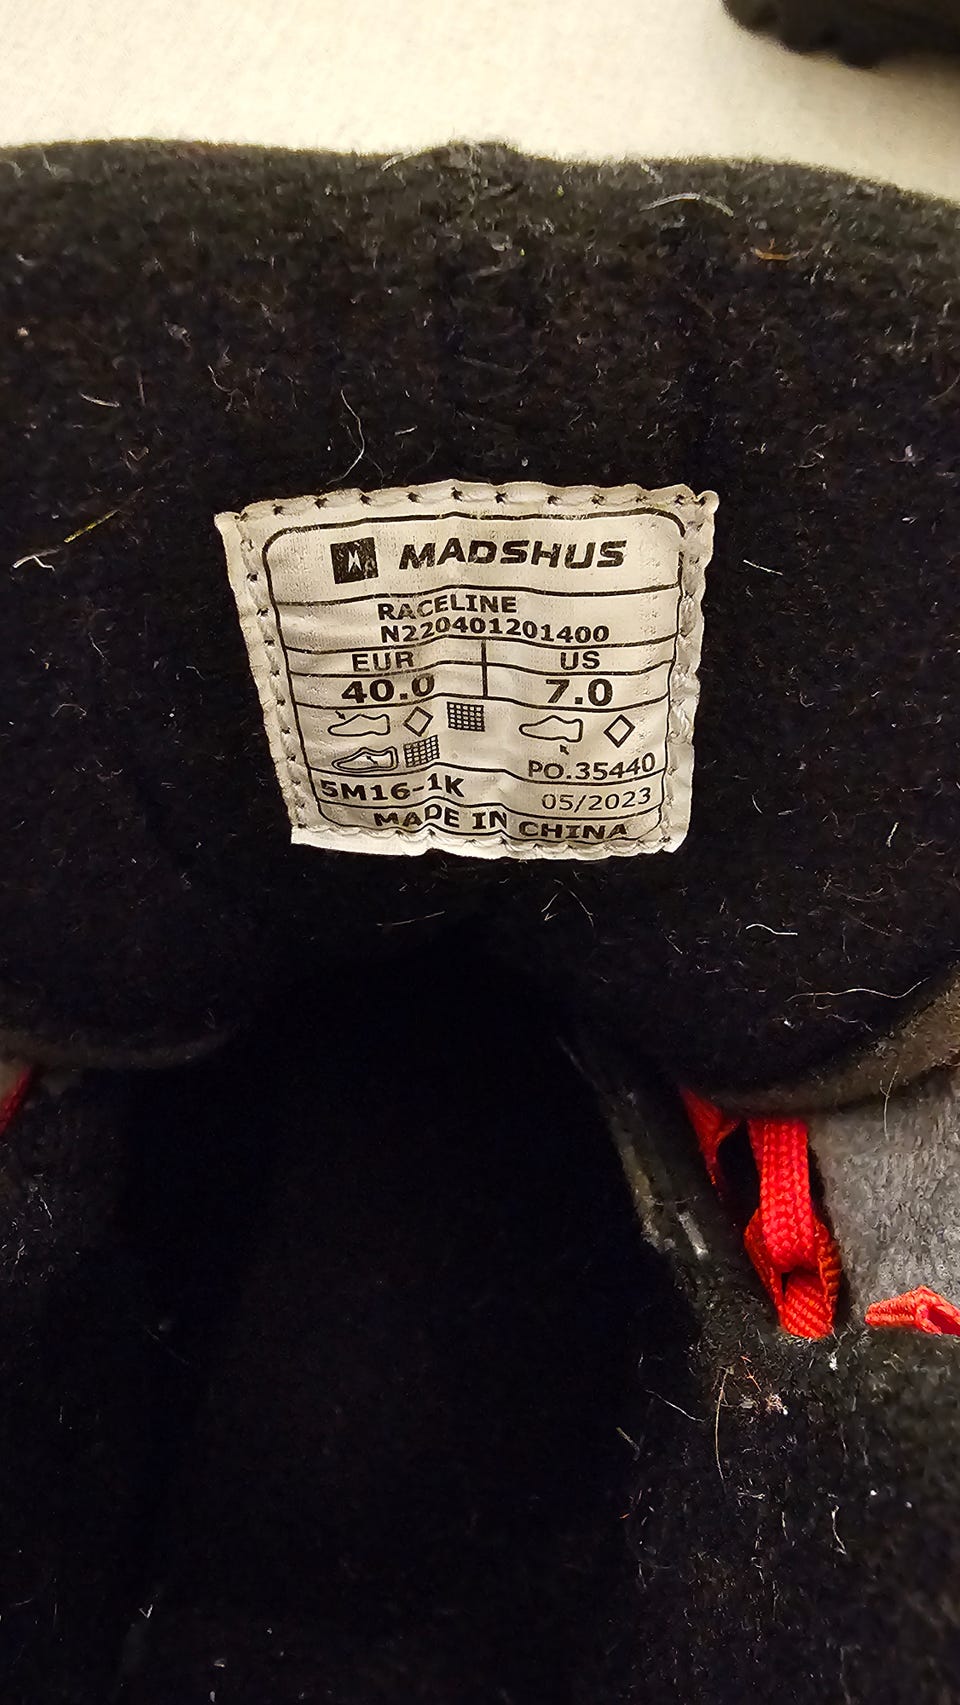 MADSHUS
RACELINE
N220401201400
EUR US
40.0 7.0
PO.35440
5M16-1K 05/2023
MADE IN CHINA